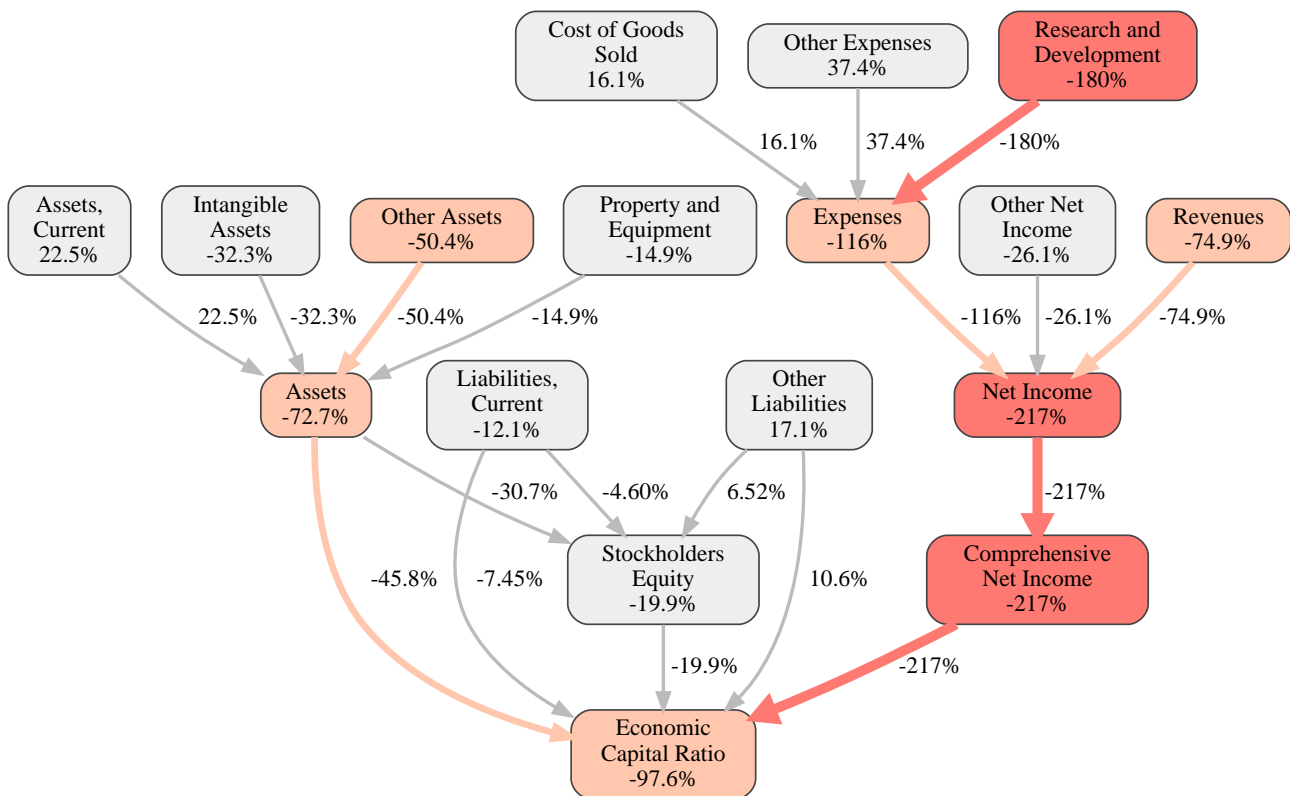 Cost of Goods
Sold
16.1%
Other Expenses
37.4%
Research and
Development
-180%
16.1%
37.4%
-180%
Assets,
Current
22.5%
Intangible
Assets
-32.3%
Other Assets
-50.4%
Property and
Equipment
-14.9%
Expenses
-116%
Other Net
Income
-26.1%
Revenues
-74.9%
22.5%
-32.3%
-50.4%
-14.9%
-116%
-26.1%
-74.9%
Assets
-72.7%
Liabilities,
Current
-12.1%
Other
Liabilities
17.1%
Net Income
-217%
-30.7%
-4.60%
6.52%
-217%
Stockholders
Equity
-19.9%
Comprehensive
Net Income
-217%
-45.8%
-7.45%
10.6%
-19.9%
-217%
Economic
Capital Ratio
-97.6%